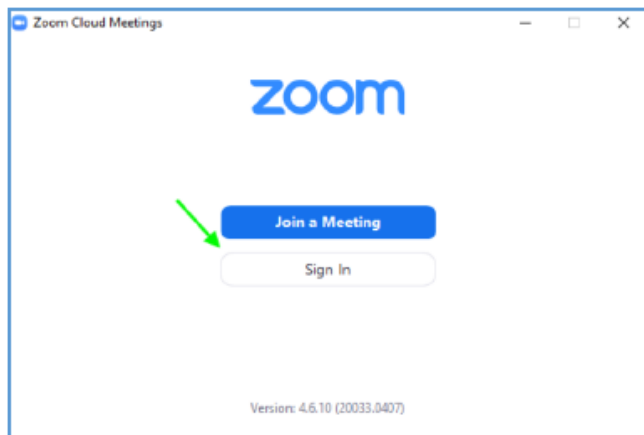 Zoom Cloud Meetings
zoom
Join a Meeting
Sign In
Version: 4.6.10 (20033.0407)